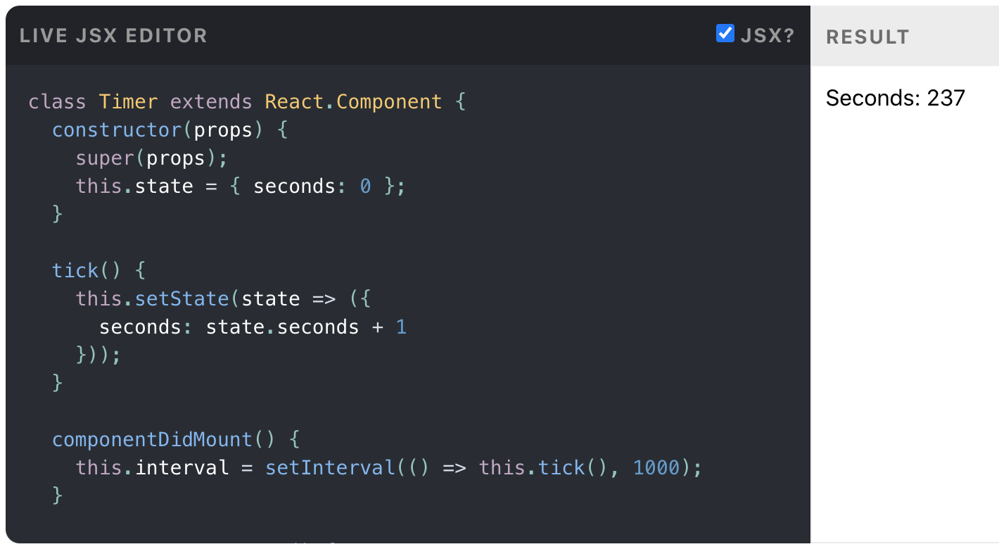 LIVE JSX EDITOR
JSX?
class Timer extends React.Component {
  constructor(props) {
    super(props);
    this.state = { seconds: 0 };
  }

  tick() {
    this.setState(state => ({
      seconds: state.seconds + 1
    }));
  }

  componentDidMount() {
    this.interval = setInterval(() => this.tick(), 1000);
  }
RESULT
Seconds: 237